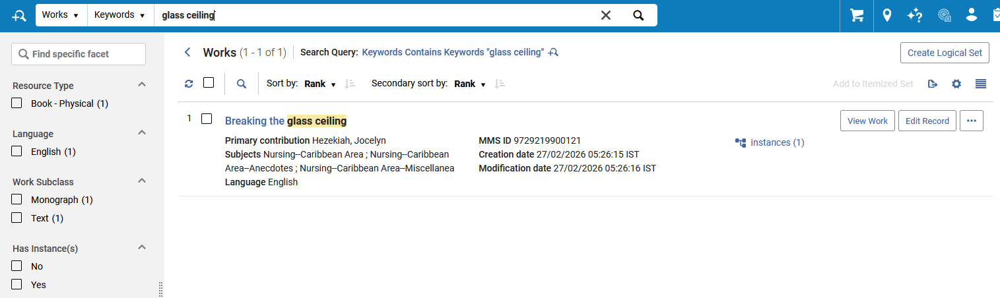 Works ▾ Keywords ▾ glass ceiling
Find specific facet
Resource Type
Book - Physical (1)
Language
English (1)
Work Subclass
Monograph (1)
Text (1)
Has Instance(s)
No
Yes
Works (1 - 1 of 1) Search Query: Keywords Contains Keywords "glass ceiling"
Create Logical Set
Sort by: Rank ▾ Secondary sort by: Rank ▾ Add to Itemized Set
1 Breaking the glass ceiling
View Work Edit Record ...
Primary contribution Hezekiah, Jocelyn
Subjects Nursing--Caribbean Area ; Nursing--Caribbean
Area--Anecdotes ; Nursing--Caribbean Area--Miscellanea
Language English
MMS ID 9729219900121
Creation date 27/02/2026 05:26:15 IST
Modification date 27/02/2026 05:26:16 IST
instances (1)